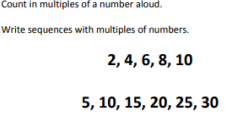 Count in multiples of a number aloud.
Write sequences with multiples of numbers.
2, 4, 6, 8, 10
5, 10, 15, 20, 25, 30